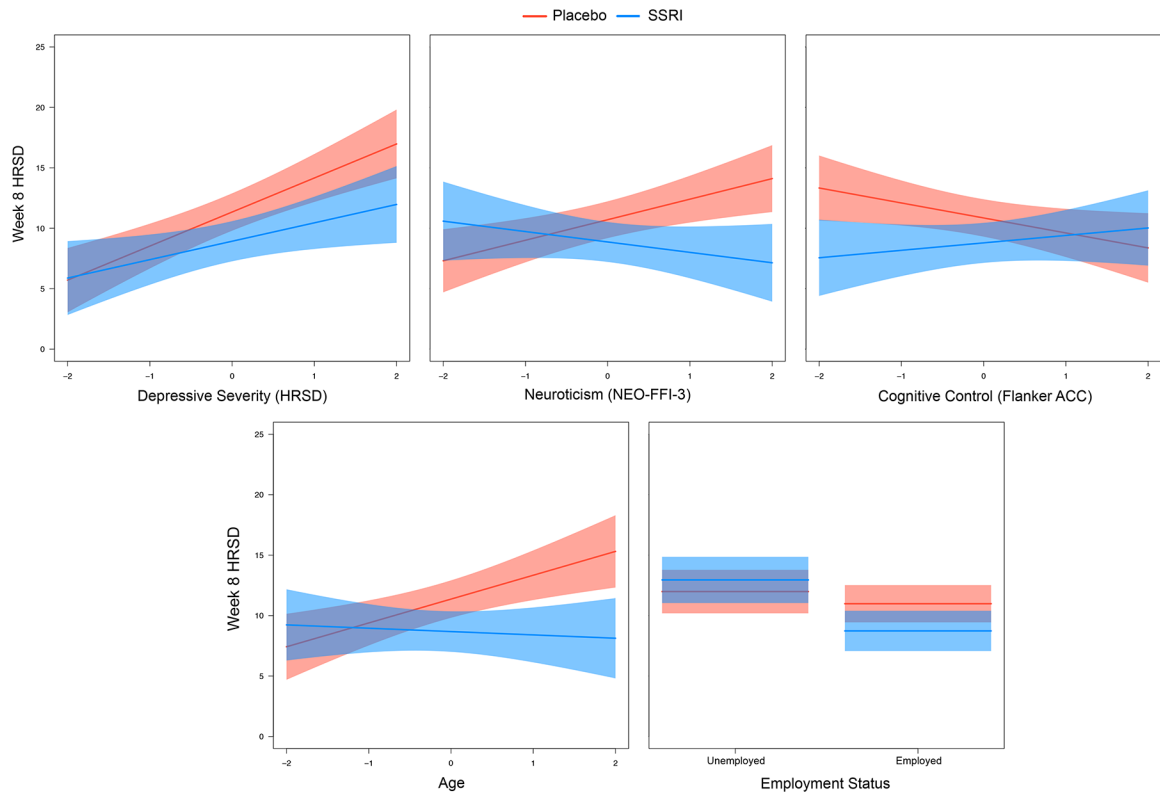 Placebo SSRI
25
20
15
10
5
0
Week 8 HRSD
-2 -1 0 1 2
Depressive Severity (HRSD)
-2 -1 0 1 2
Neuroticism (NEO-FFI-3)
-2 -1 0 1 2
Cognitive Control (Flanker ACC)
25
20
15
10
5
0
Week 8 HRSD
-2 -1 0 1 2
Age
Unemployed Employed
Employment Status